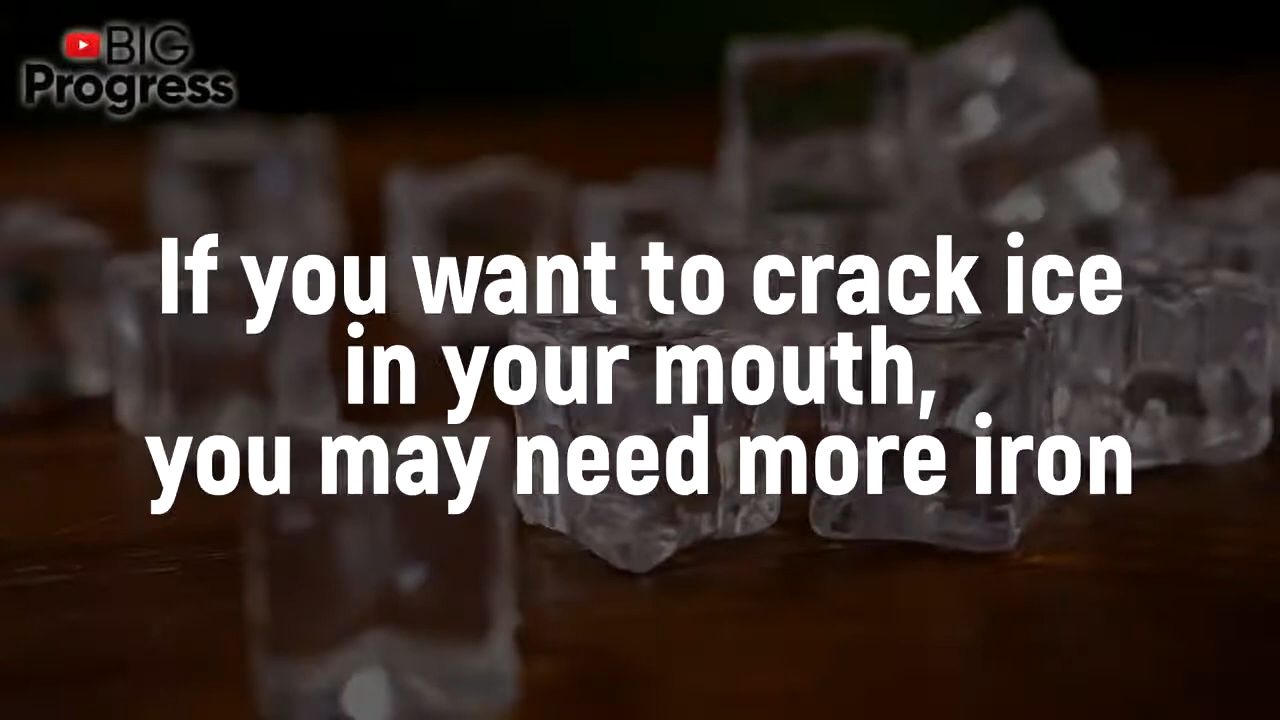 BIG
Progress
If you want to crack ice
in your mouth,
you may need more iron